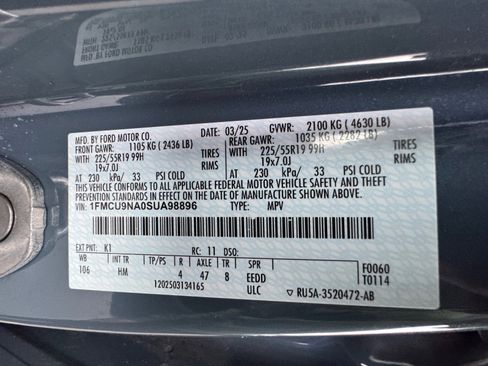 MFD. BY FORD MOTOR CO. 03/25 GVWR: 2100 KG ( 4630 LB)
FRONT GAWR: 1105 KG ( 2436 LB) REAR GAWR: 1035 KG ( 2282 LB)
WITH 225/55R19 99H TIRES WITH 225/55R19 99H TIRES
19x7.0J 19x7.0J RIMS
AT 230 kPa/ 33 PSI COLD AT 230 kPa/ 33 PSI COLD
THIS VEHICLE CONFORMS TO ALL APPLICABLE FEDERAL MOTOR VEHICLE SAFETY AND THEFT
PREVENTION STANDARDS IN EFFECT ON THE DATE OF MANUFACTURE SHOWN ABOVE.
VIN: 1FMCU9NA0SUA98896 TYPE: MPV
EXT PNT: K1 RC: 11 DSO:
WB TP/PS R AXLE TR SPR F0060
106 HM 4 47 8 EEDD T0114
1202503134165 ULC RU5A-3520472-AB